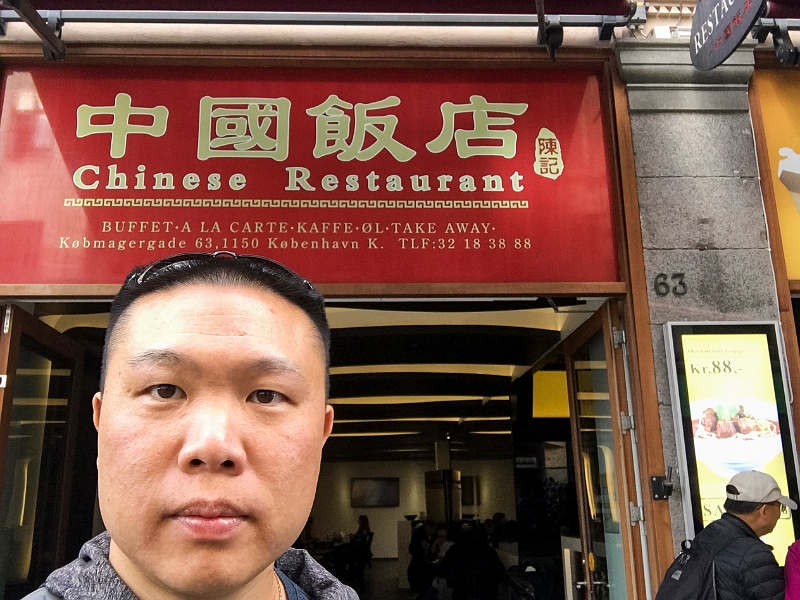 中國飯店
陳記
Chinese Restaurant
BUFFET·A LA CARTE·KAFFE·ØL·TAKE AWAY·
Købmagergade 63,1150 København K. TLF:32 18 38 88
RESTAU
63
Kr.88,-